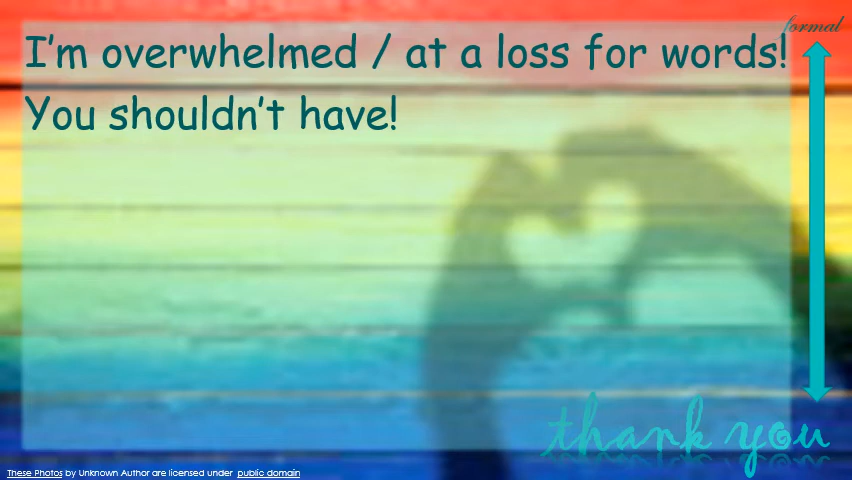 formal
I'm overwhelmed / at a loss for words!
You shouldn't have!
thank you
These Photos by Unknown Author are licensed under public domain